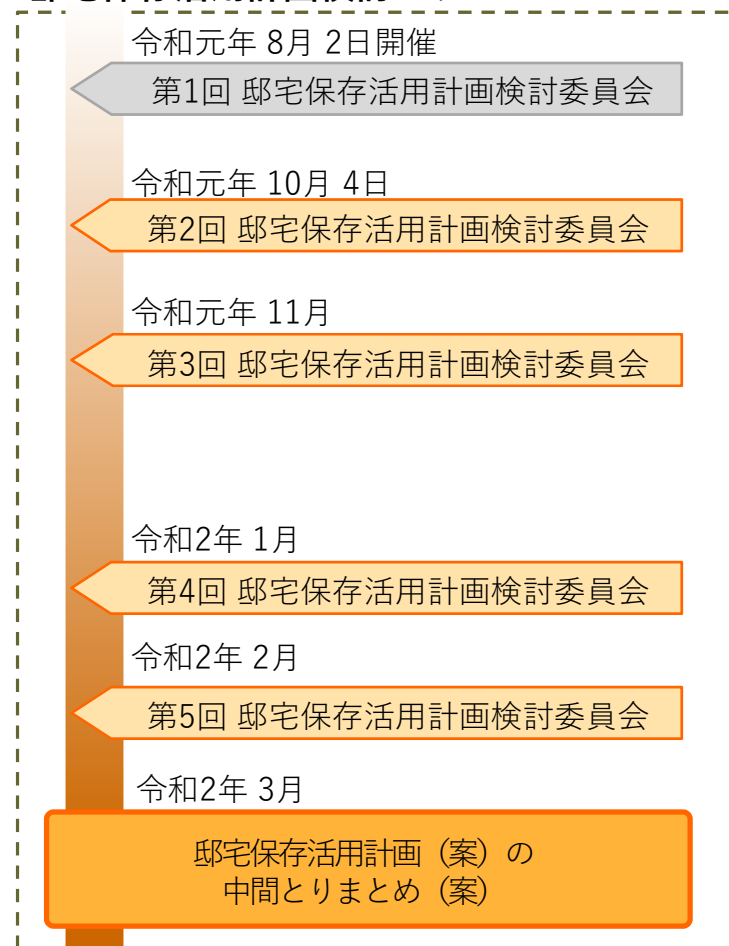 令和元年 8月 2日開催
第1回 邸宅保存活用計画検討委員会
令和元年 10月 4日
第2回 邸宅保存活用計画検討委員会
令和元年 11月
第3回 邸宅保存活用計画検討委員会
令和2年 1月
第4回 邸宅保存活用計画検討委員会
令和2年 2月
第5回 邸宅保存活用計画検討委員会
令和2年 3月
邸宅保存活用計画（案）の
中間とりまとめ（案）